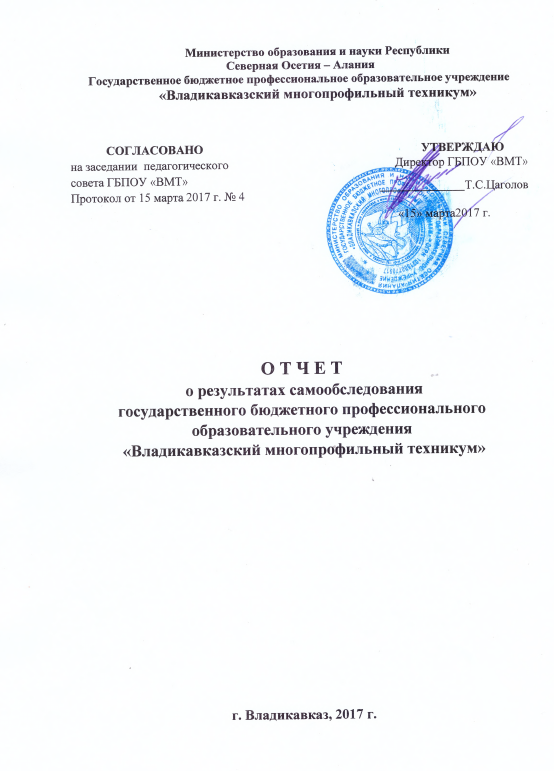 Министерство образования и науки Республики
Северная Осетия – Алания
Государственное бюджетное профессиональное образовательное учреждение
«Владикавказский многопрофильный техникум»
СОГЛАСОВАНО
на заседании педагогического
совета ГБПОУ «ВМТ»
Протокол от 15 марта 2017 г. № 4
УТВЕРЖДАЮ
Директор ГБПОУ «ВМТ»
Т.С.Цаголов
«15» марта2017 г.
О Т Ч Е Т
о результатах самообследования
государственного бюджетного профессионального
образовательного учреждения
«Владикавказский многопрофильный техникум»
г. Владикавказ, 2017 г.